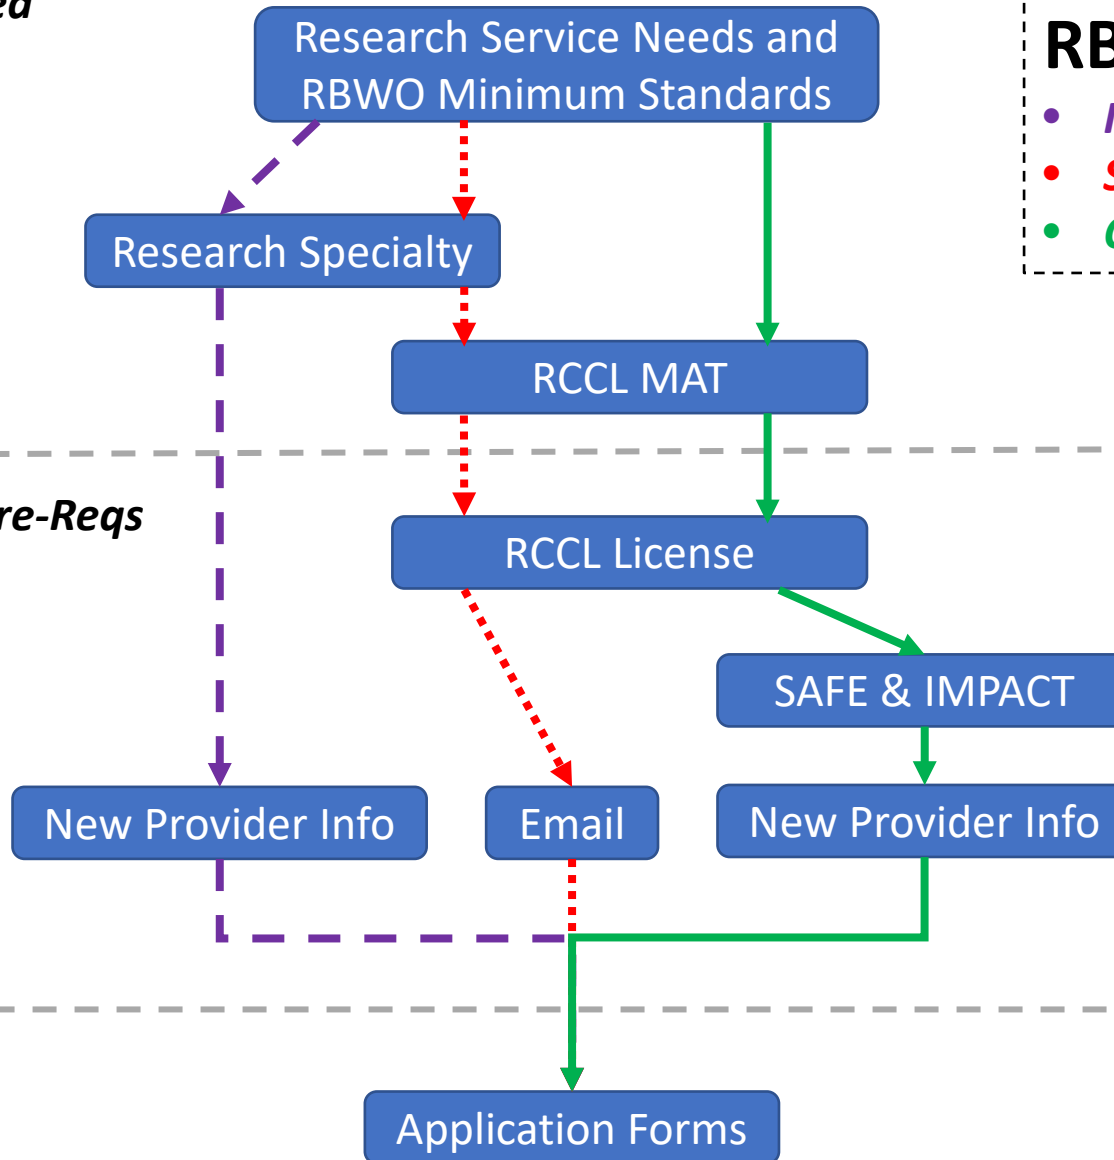 Research Service Needs and
RBWO Minimum Standards
Research Specialty
RCCL MAT
re-Reqs
RCCL License
SAFE & IMPACT
New Provider Info
Email
New Provider Info
Application Forms